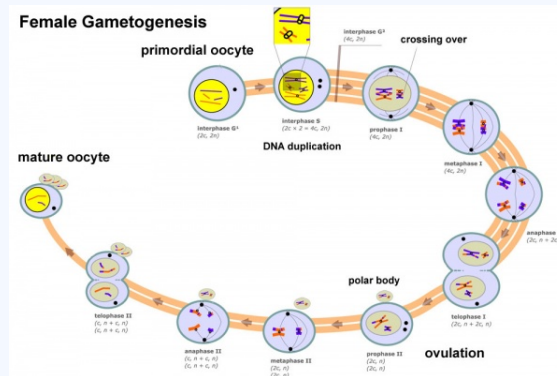 Female Gametogenesis
primordial oocyte
interphase G²
(4c, 2n)
crossing over
interphase G¹
(2c, 2n)
interphase S
(2c × 2 = 4c, 2n)
prophase I
(4c, 2n)
DNA duplication
metaphase I
(4c, 2n)
mature oocyte
anaphase
polar body
telophase I
(2c, n + 2c, n)
telophase II
(c, n + c, n)
(c, n + c, n)
anaphase II
(c, n + c, n)
(c, n + c, n)
metaphase II
(2c, n)
prophase II
(2c, n)
(2c, n)
ovulation